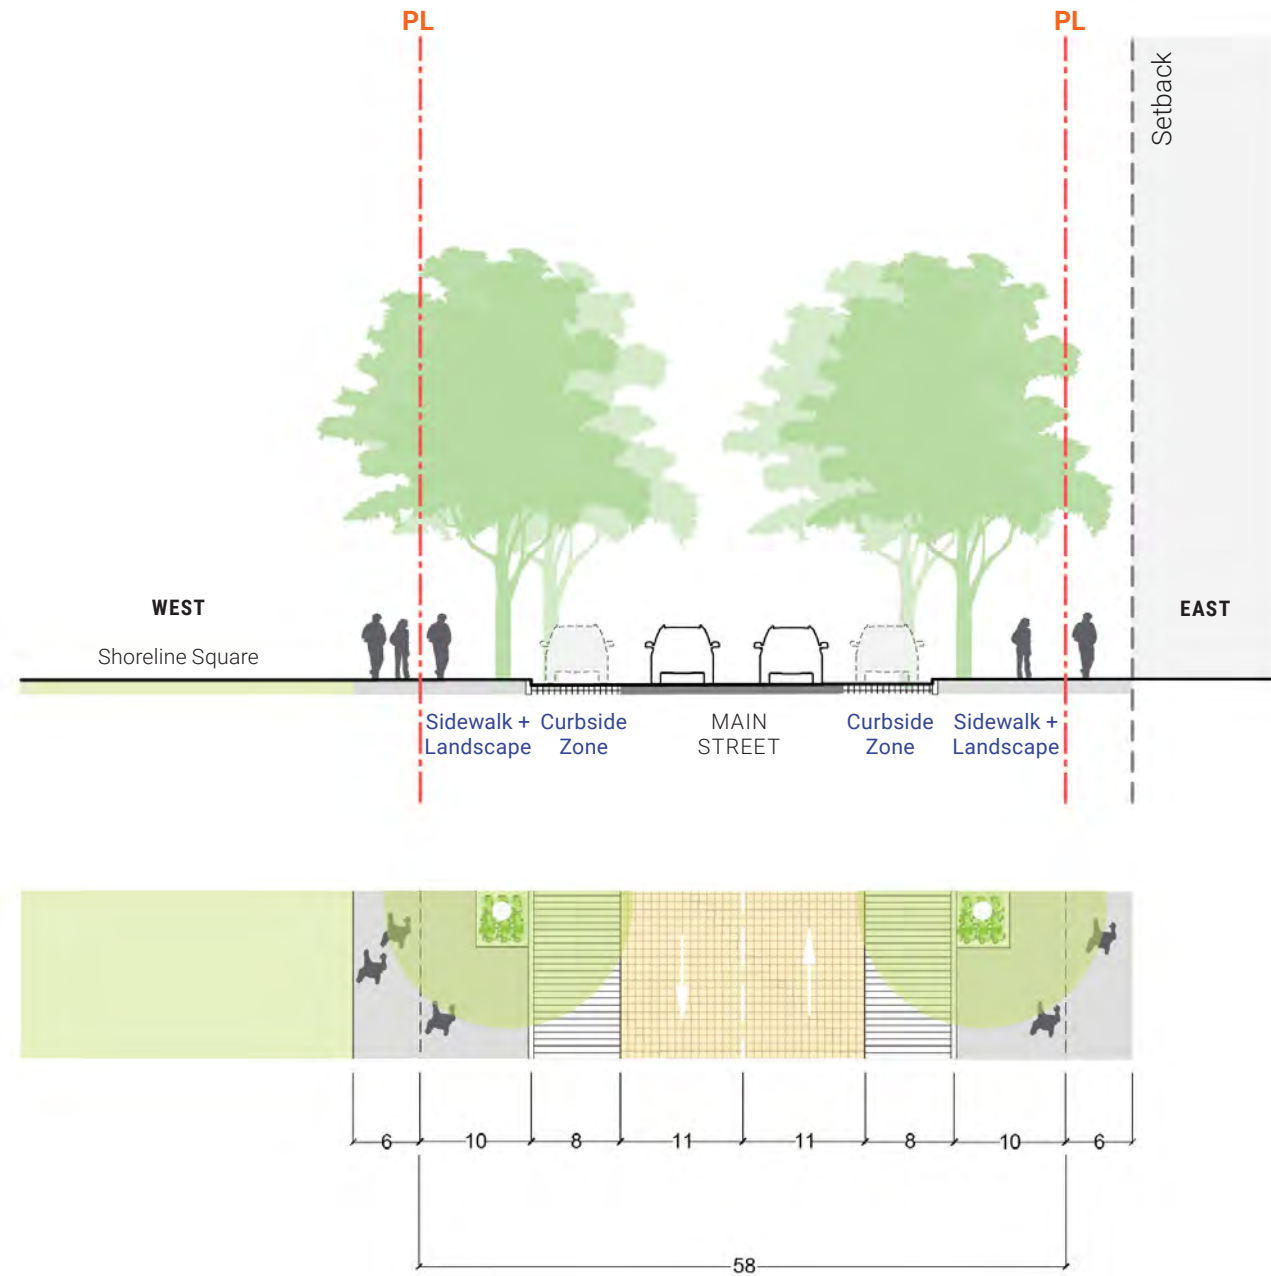 PL
PL
Setback
WEST
EAST
Shoreline Square
Sidewalk +
Landscape
Curbside
Zone
MAIN
STREET
Curbside
Zone
Sidewalk +
Landscape
6
10
8
11
11
8
10
6
58